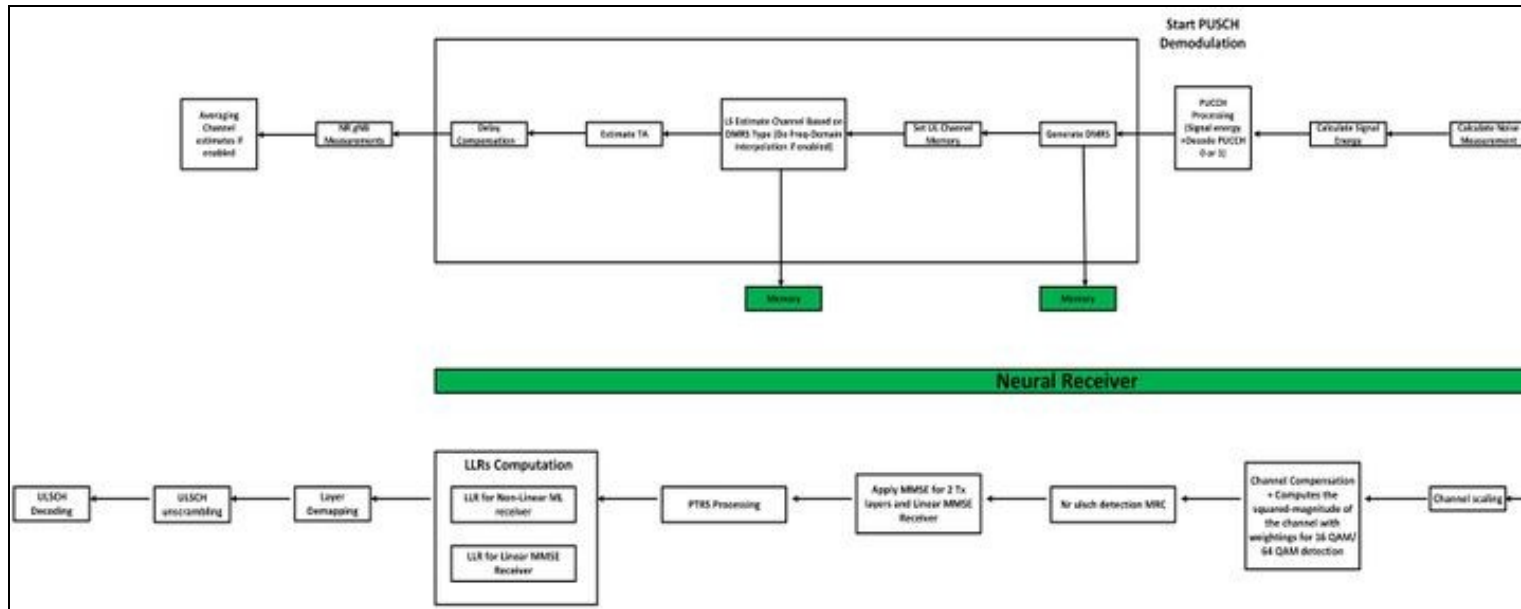 Start PUSCH
Demodulation
Averaging
Channel
estimates if
enabled
NR gNB
Measurements
Delay
Compensation
Estimate TA
LS Estimate Channel Based on
DMRS Type (Do Freq-Domain
Interpolation if enabled)
Set UL Channel
Memory
Generate DMRS
PUCCH
Processing
(Signal energy
+Decode PUCCH
0 or 1)
Calculate Signal
Energy
Calculate Noise
Measurement
Memory
Memory
Neural Receiver
ULSCH
Decoding
ULSCH
unscrambling
Layer
Demapping
LLRs Computation
LLR for Non-Linear ML
receiver
LLR for Linear MMSE
Receiver
PTRS Processing
Apply MMSE for 2 Tx
layers and Linear MMSE
Receiver
Nr ulsch detection MRC
Channel Compensation
+ Computes the
squared-magnitude of
the channel with
weightings for 16 QAM/
64 QAM detection
Channel scaling